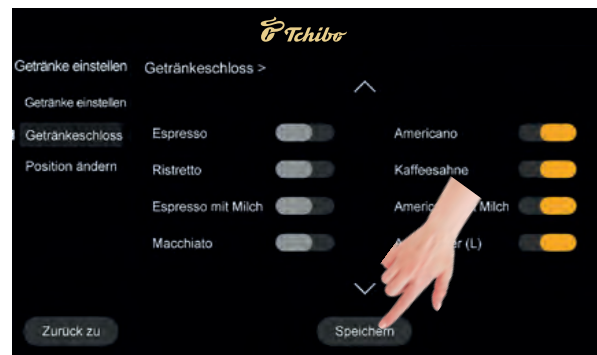 Tchibo
Getränke einstellen
Getränkeschloss >
Getränke einstellen
Getränkeschloss
Position ändern
Espresso
Americano
Ristretto
Kaffeesahne
Espresso mit Milch
Milch
Macchiato
(L)
Zurück zu
Speichern